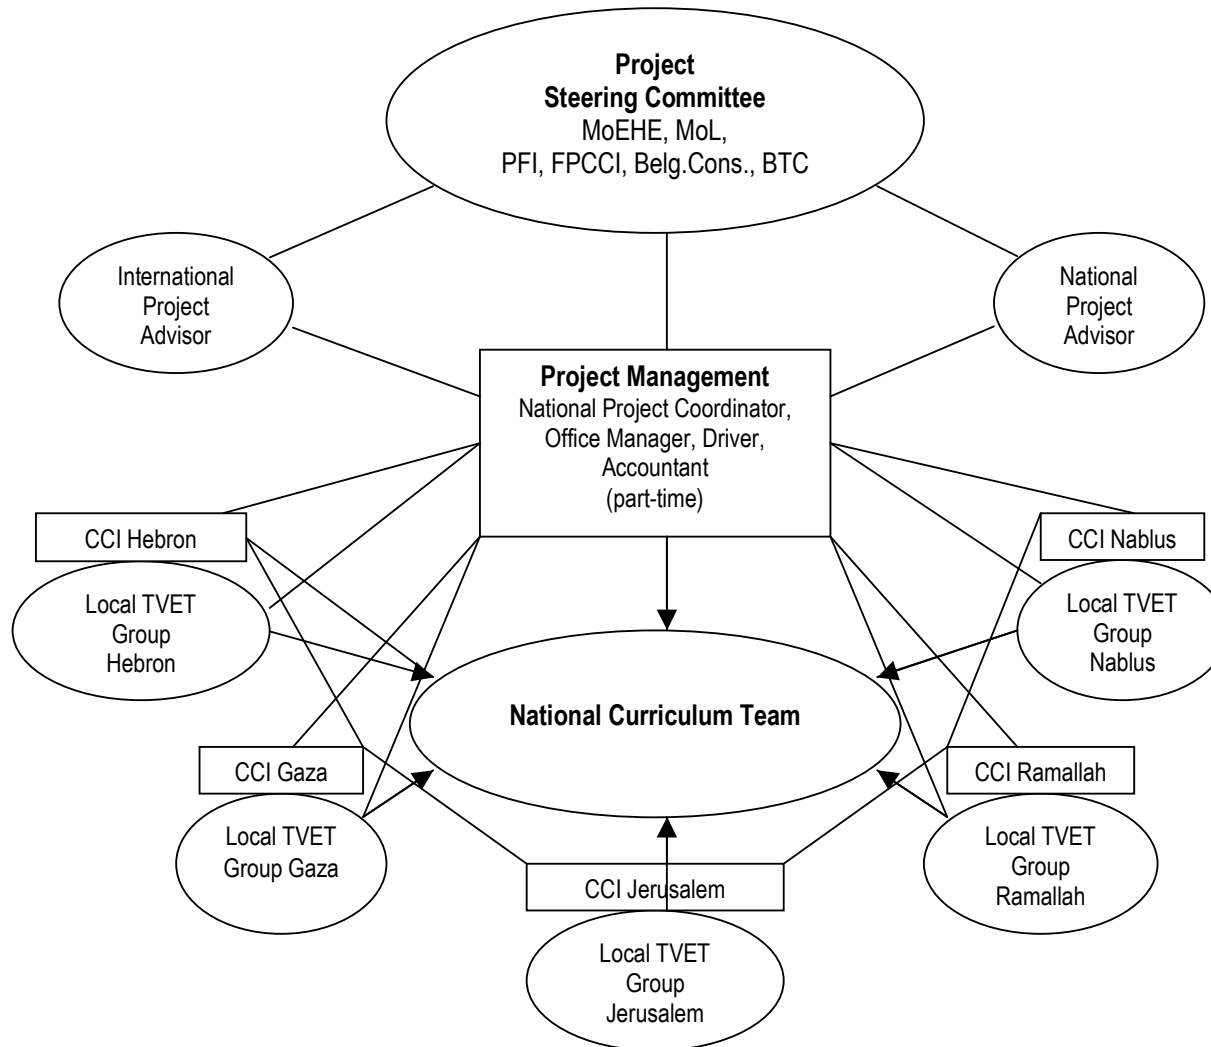 Project
Steering Committee
MoEHE, MoL,
PFI, FPCCI, Belg.Cons., BTC
International
Project
Advisor
National
Project
Advisor
Project Management
National Project Coordinator,
Office Manager, Driver,
Accountant
(part-time)
CCI Hebron
CCI Nablus
Local TVET
Group
Hebron
Local TVET
Group
Nablus
National Curriculum Team
CCI Gaza
CCI Ramallah
Local TVET
Group Gaza
Local TVET
Group
Ramallah
CCI Jerusalem
Local TVET
Group
Jerusalem